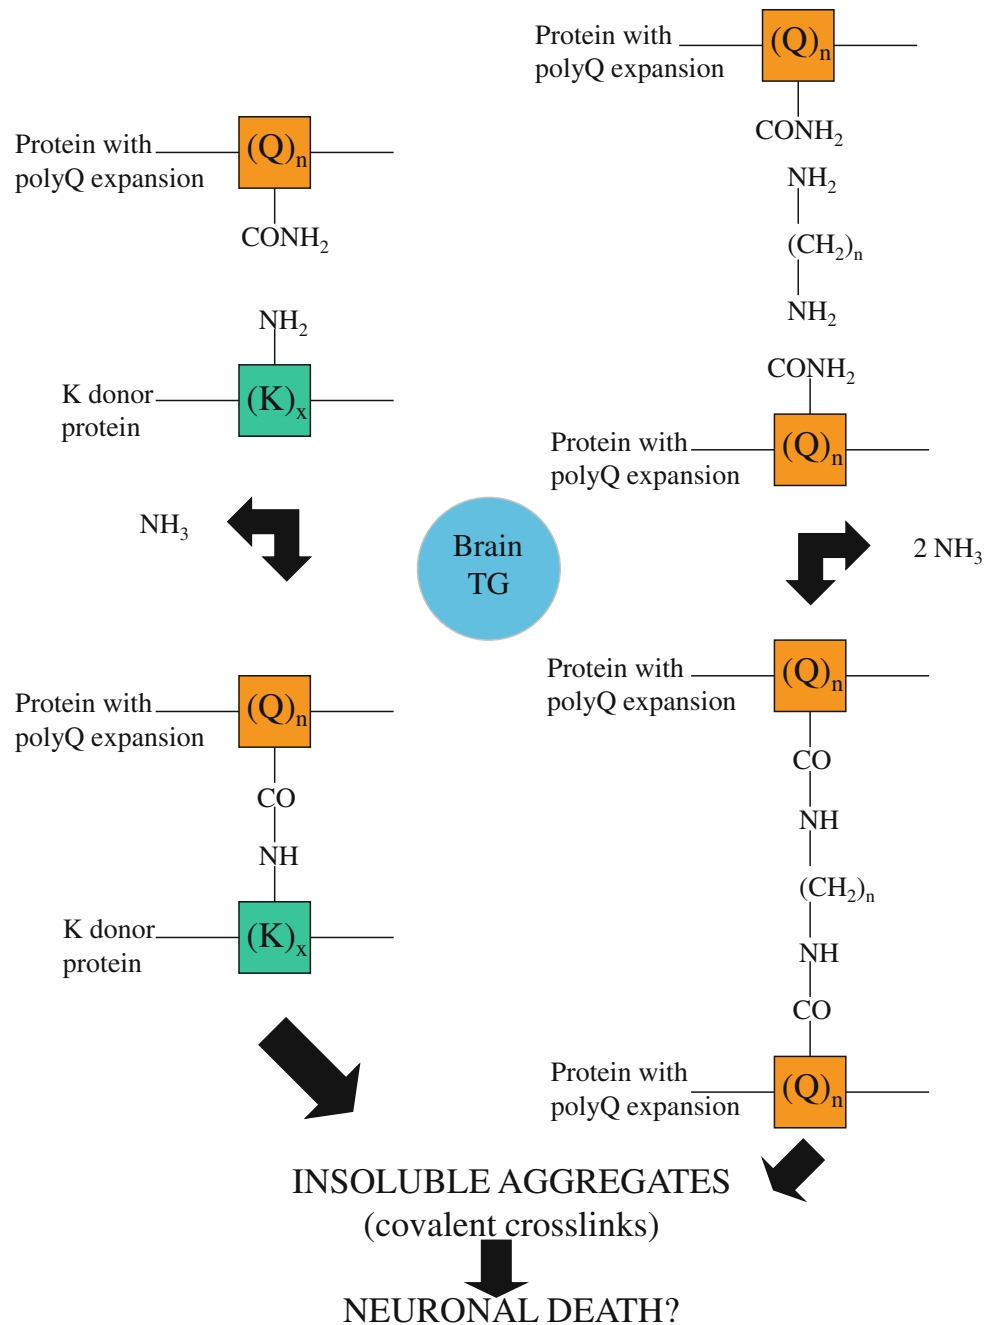 Protein with
polyQ expansion
(Q)n
CONH2
NH2
K donor
protein
(K)x
NH3
Protein with
polyQ expansion
(Q)n
CO
NH
K donor
protein
(K)x
Brain
TG
Protein with
polyQ expansion
(Q)n
CONH2
NH2
(CH2)n
NH2
CONH2
Protein with
polyQ expansion
(Q)n
2 NH3
Protein with
polyQ expansion
(Q)n
CO
NH
(CH2)n
NH
CO
Protein with
polyQ expansion
(Q)n
INSOLUBLE AGGREGATES
(covalent crosslinks)
NEURONAL DEATH?